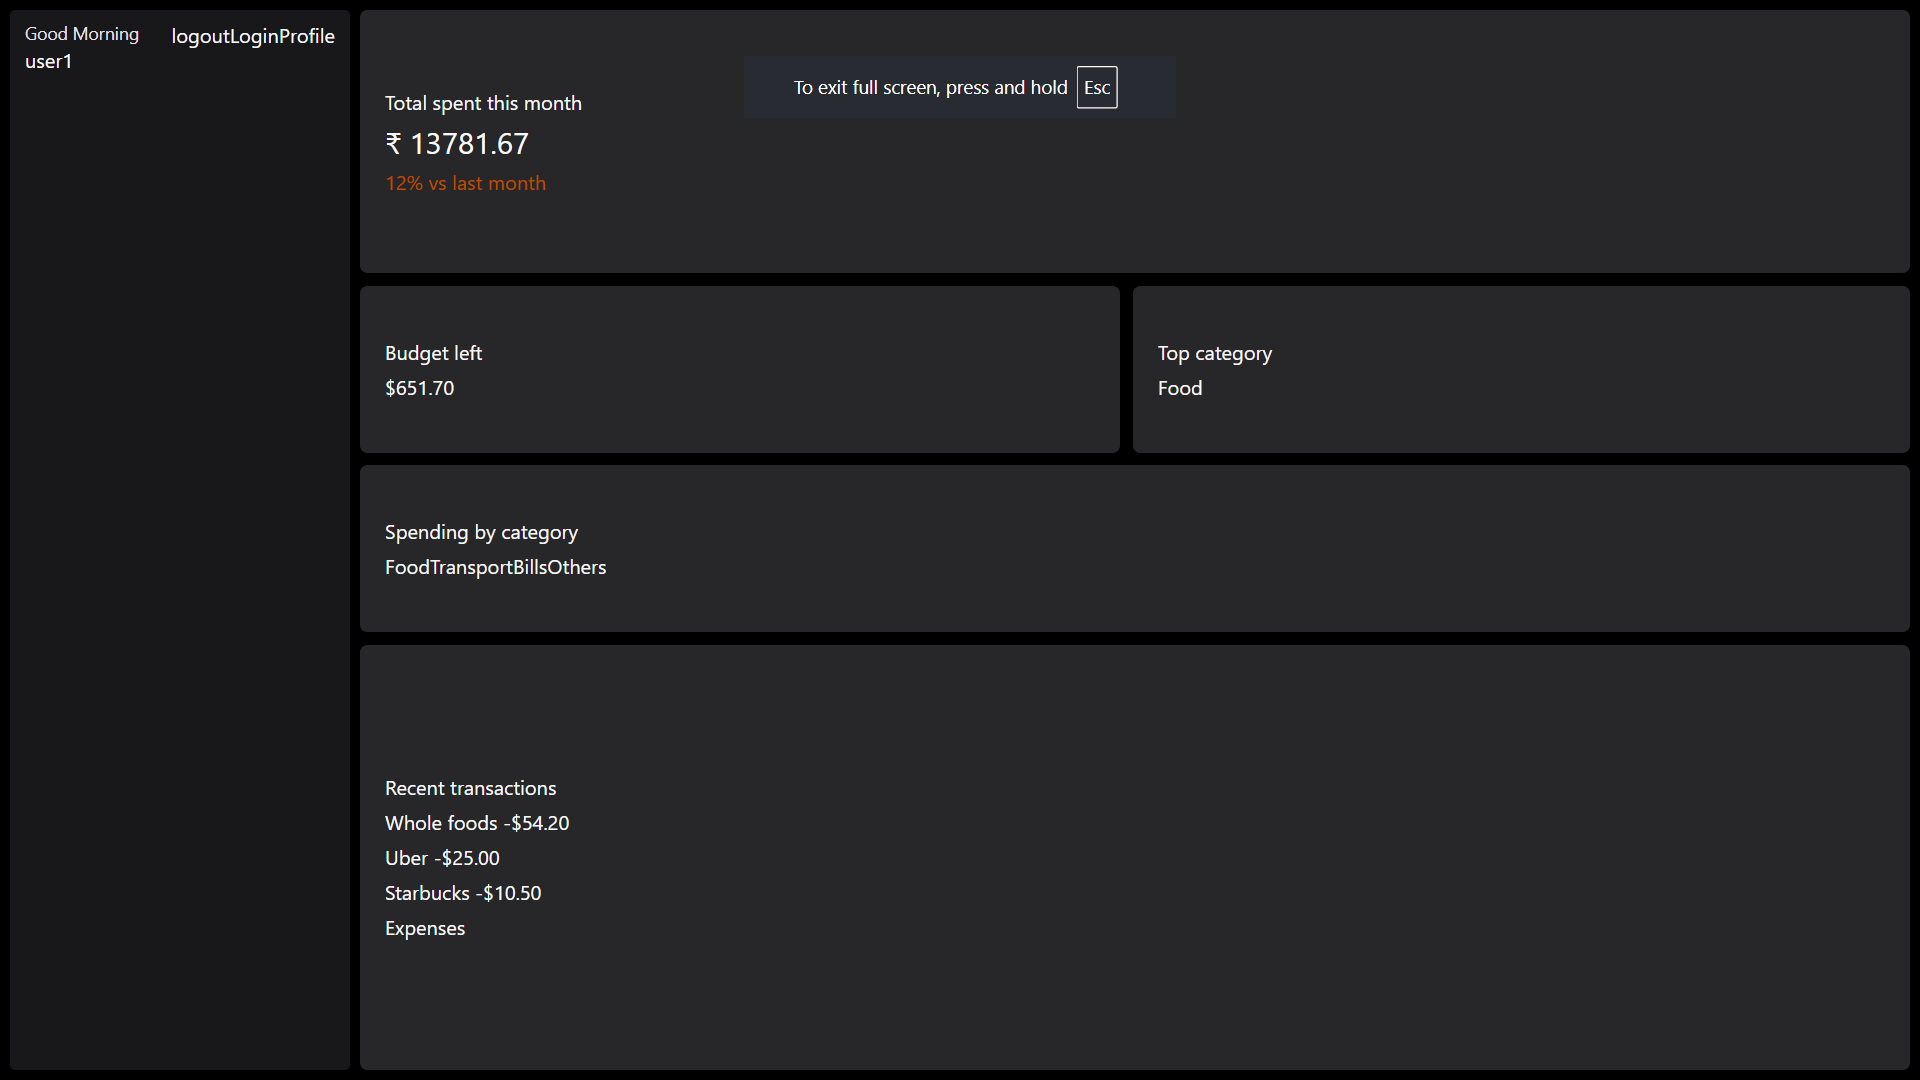 Good Morning
user1
logoutLoginProfile
Total spent this month
₹ 13781.67
12% vs last month
To exit full screen, press and hold Esc
Budget left
$651.70
Top category
Food
Spending by category
FoodTransportBillsOthers
Recent transactions
Whole foods -$54.20
Uber -$25.00
Starbucks -$10.50
Expenses